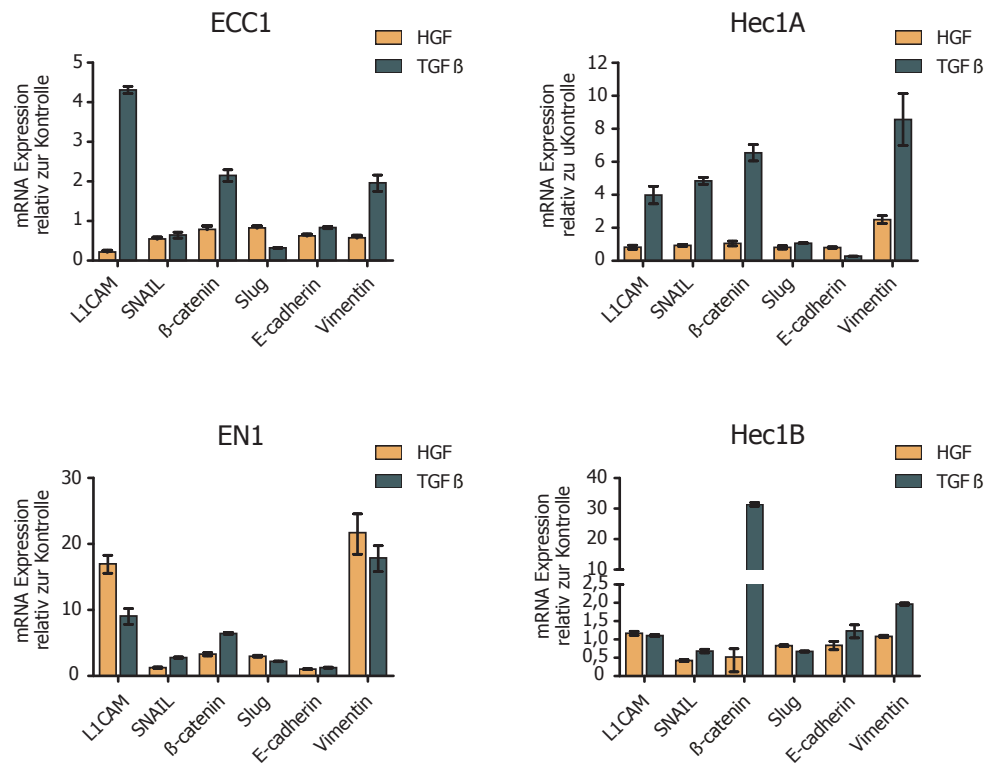 ECC1
HGF
TGF ß
mRNA Expression
relativ zur Kontrolle
5
4
3
2
1
0
L1CAM
SNAIL
ß-catenin
Slug
E-cadherin
Vimentin
Hec1A
HGF
TGF ß
mRNA Expression
relativ zu uKontrolle
12
10
8
6
4
2
0
L1CAM
SNAIL
ß-catenin
Slug
E-cadherin
Vimentin
EN1
HGF
TGF ß
mRNA Expression
relativ zur Kontrolle
30
20
10
0
L1CAM
SNAIL
ß-catenin
Slug
E-cadherin
Vimentin
Hec1B
HGF
TGF ß
mRNA Expression
relativ zur Kontrolle
40
30
20
10
2,5
2,0
1,5
1,0
0,5
0
L1CAM
SNAIL
ß-catenin
Slug
E-cadherin
Vimentin